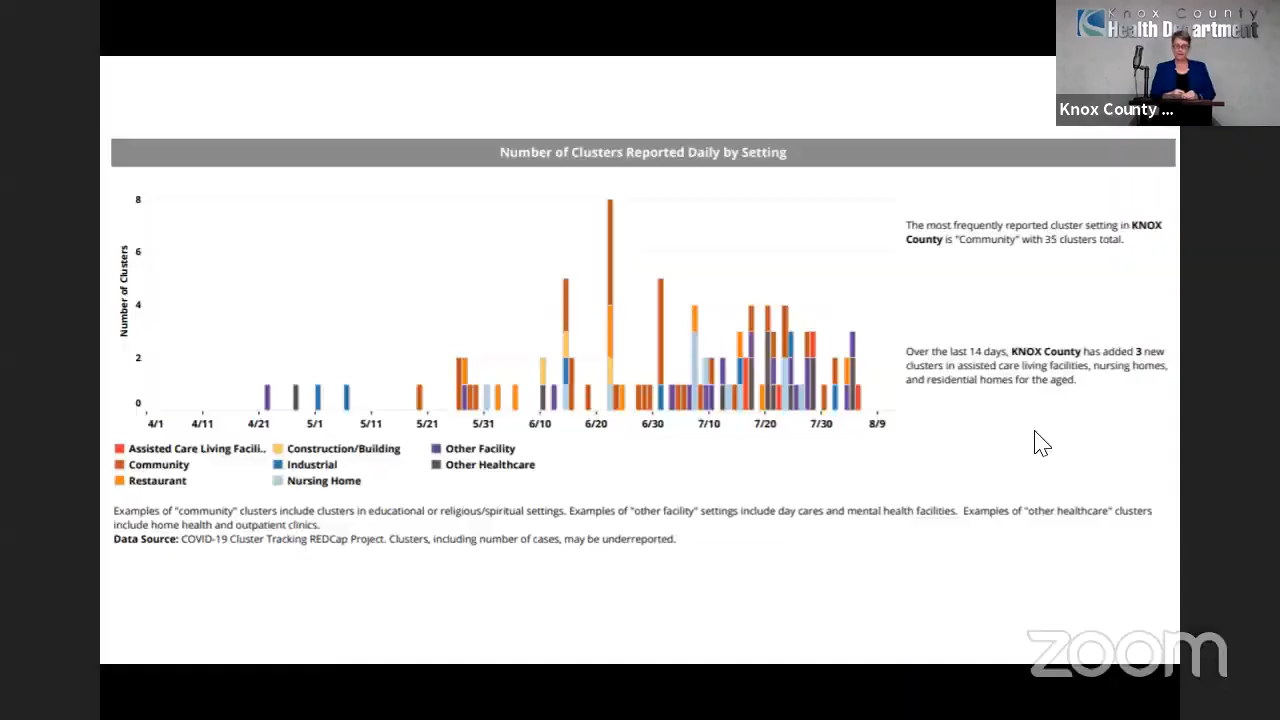 Knox County
Health Department
Knox County ...
Number of Clusters Reported Daily by Setting
Number of Clusters
8
6
4
2
0
4/1 4/11 4/21 5/1 5/11 5/21 5/31 6/10 6/20 6/30 7/10 7/20 7/30 8/9
The most frequently reported cluster setting in KNOX
County is "Community" with 35 clusters total.
Over the last 14 days, KNOX County has added 3 new
clusters in assisted care living facilities, nursing homes,
and residential homes for the aged.
Assisted Care Living Facili.. Construction/Building Other Facility
Community Industrial Other Healthcare
Restaurant Nursing Home
Examples of "community" clusters include clusters in educational or religious/spiritual settings. Examples of "other facility" settings include day cares and mental health facilities. Examples of "other healthcare" clusters
include home health and outpatient clinics.
Data Source: COVID-19 Cluster Tracking REDCap Project. Clusters, including number of cases, may be underreported.
zoom